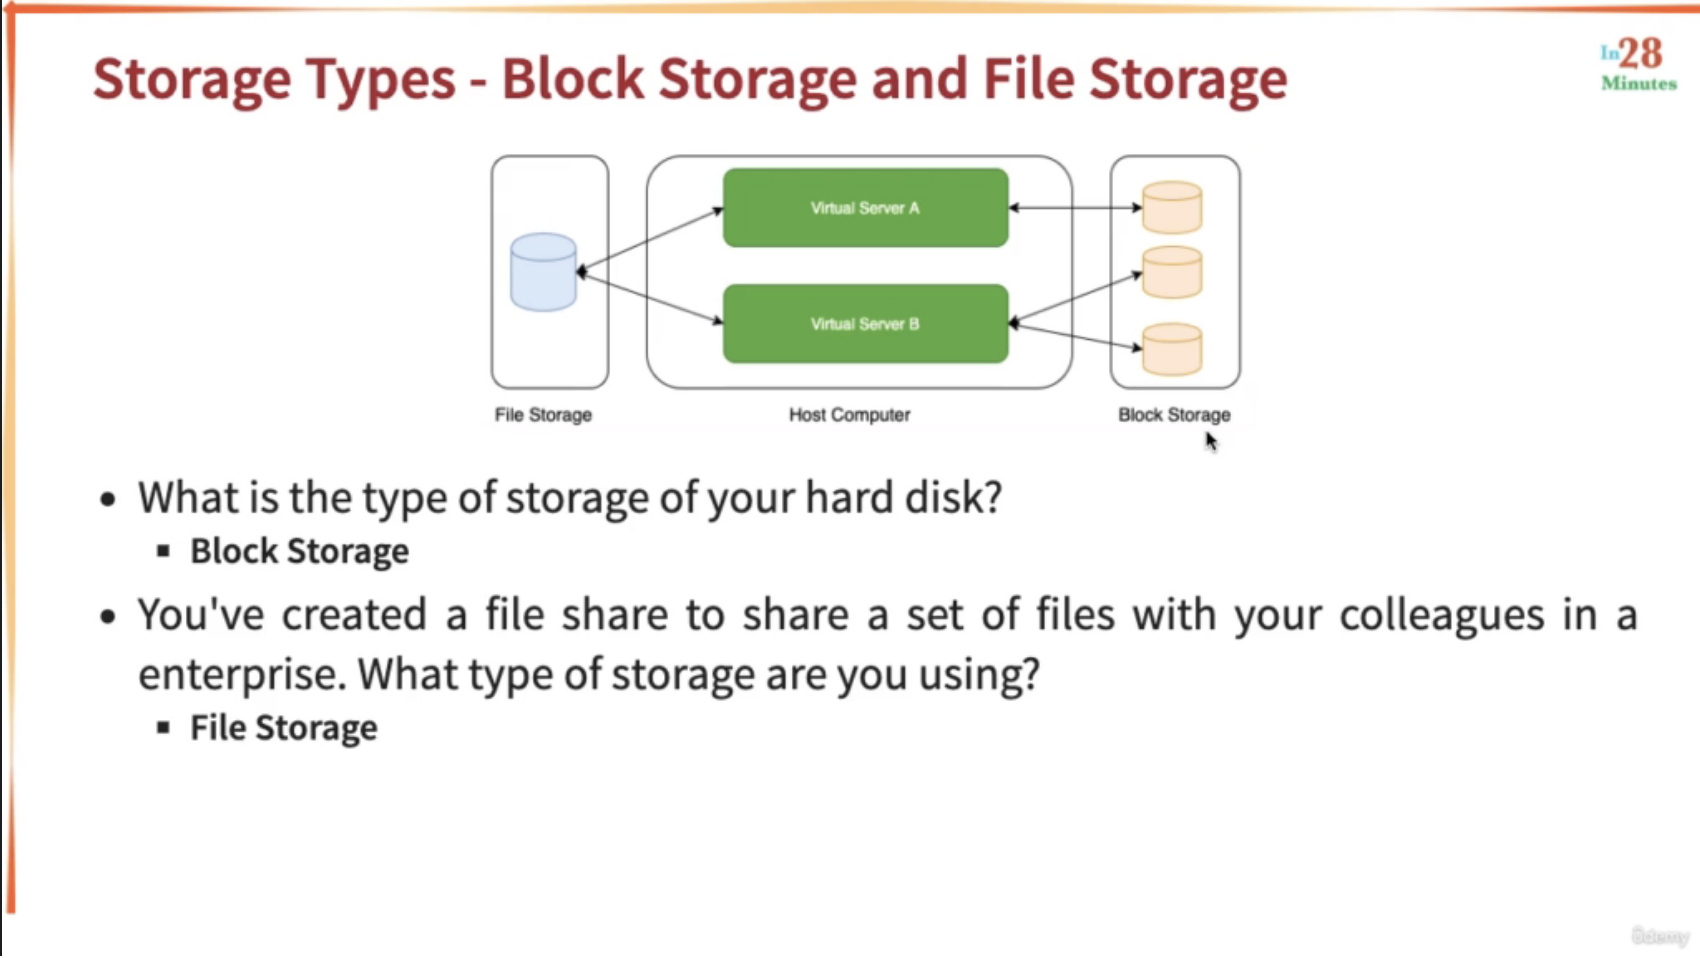 Storage Types - Block Storage and File Storage
In28
Minutes
Virtual Server A
Virtual Server B
File Storage
Host Computer
Block Storage
• What is the type of storage of your hard disk?
▪ Block Storage
• You've created a file share to share a set of files with your colleagues in a
enterprise. What type of storage are you using?
▪ File Storage
ûdemy